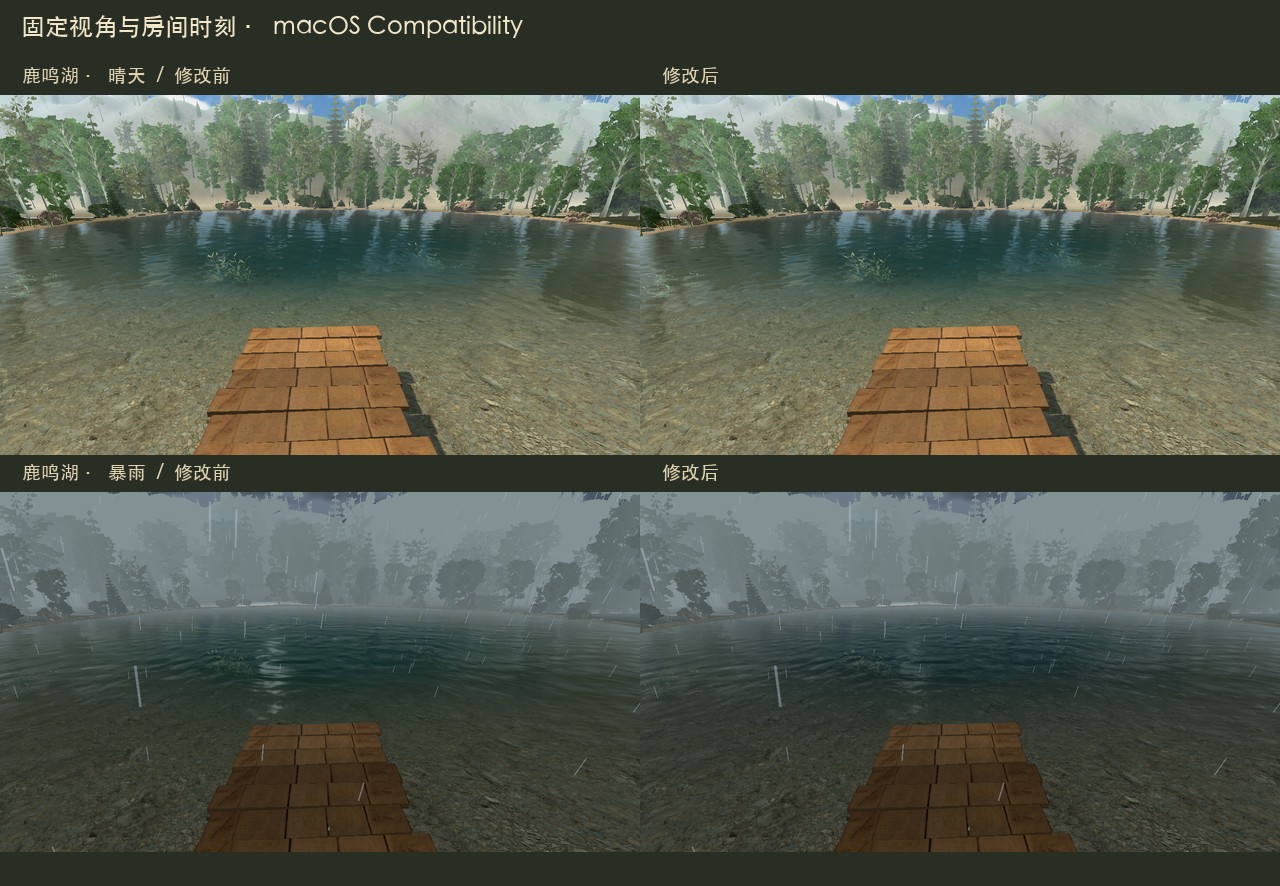 固定视角与房间时刻 · macOS Compatibility
鹿鸣湖 · 晴天 / 修改前
修改后
鹿鸣湖 · 暴雨 / 修改前
修改后